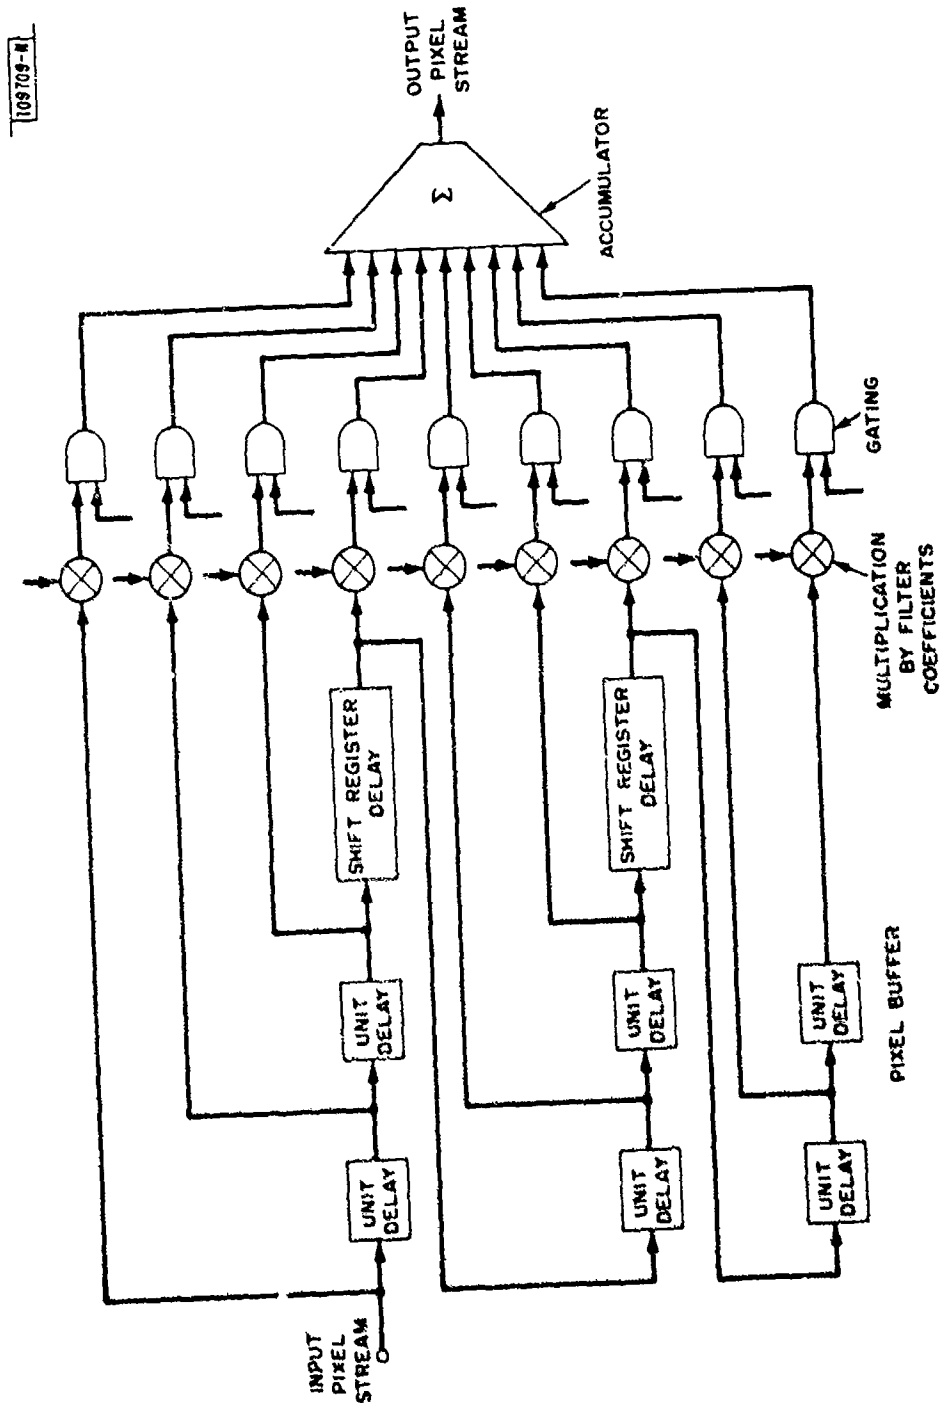 109709-N
INPUT
PIXEL
STREAM
UNIT
DELAY
UNIT
DELAY
SHIFT REGISTER
DELAY
UNIT
DELAY
UNIT
DELAY
SHIFT REGISTER
DELAY
UNIT
DELAY
UNIT
DELAY
PIXEL BUFFER
MULTIPLICATION
BY FILTER
COEFFICIENTS
GATING
Σ
ACCUMULATOR
OUTPUT
PIXEL
STREAM